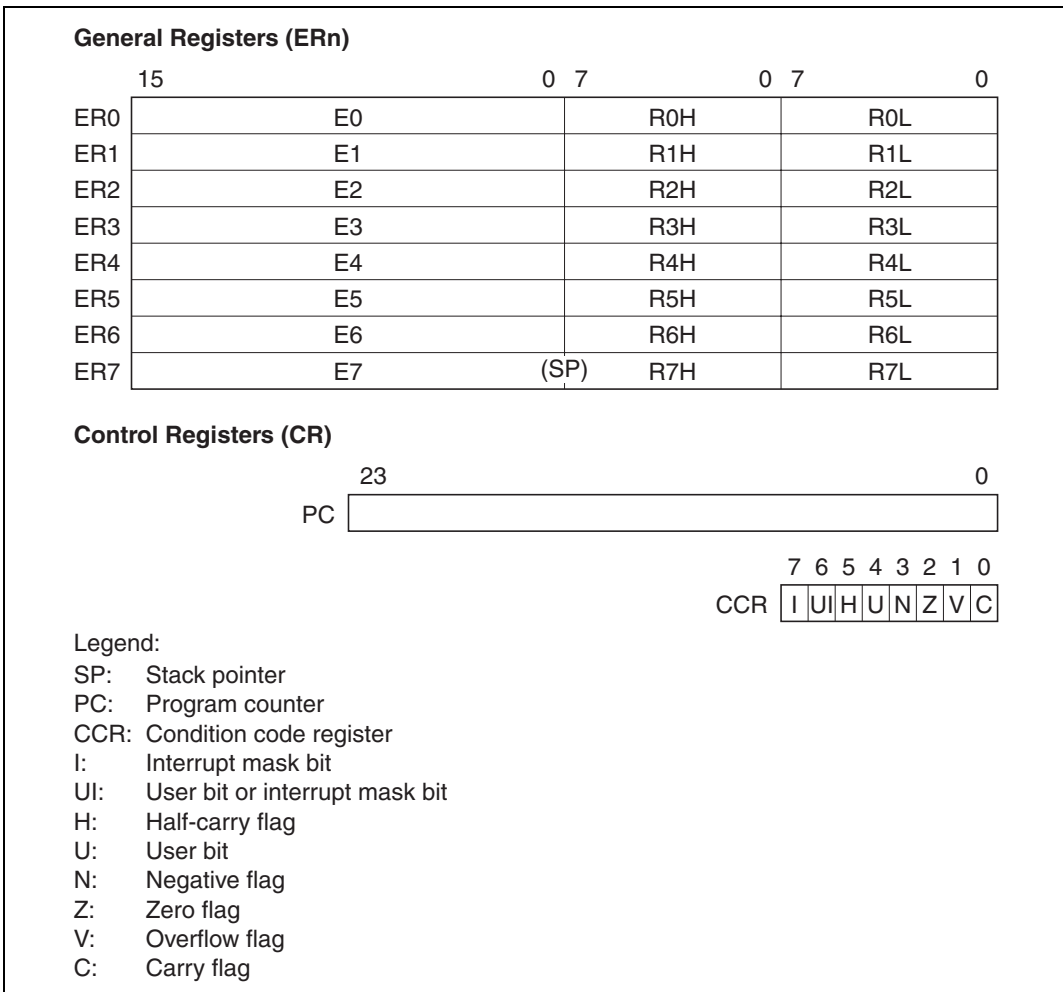 General Registers (ERn)
15 0 7 0 7 0
ER0 E0 R0H R0L
ER1 E1 R1H R1L
ER2 E2 R2H R2L
ER3 E3 R3H R3L
ER4 E4 R4H R4L
ER5 E5 R5H R5L
ER6 E6 R6H R6L
ER7 E7 (SP) R7H R7L
Control Registers (CR)
23 0
PC
7 6 5 4 3 2 1 0
CCR I UI H U N Z V C
Legend:
SP: Stack pointer
PC: Program counter
CCR: Condition code register
I: Interrupt mask bit
UI: User bit or interrupt mask bit
H: Half-carry flag
U: User bit
N: Negative flag
Z: Zero flag
V: Overflow flag
C: Carry flag